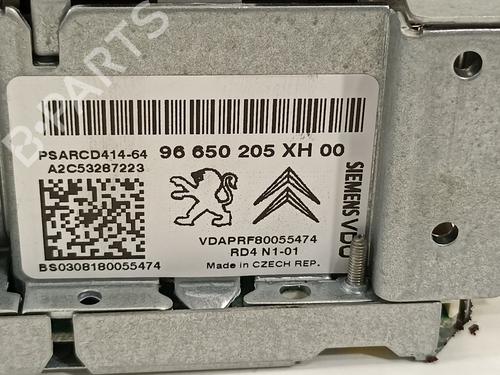 B-PARTS
PSARCD414-64
96 650 205 XH 00
A2C53287223
SIEMENS VDO
VDAPRF80055474
RD4 N1-01
BS0308180055474
Made in CZECH REP.